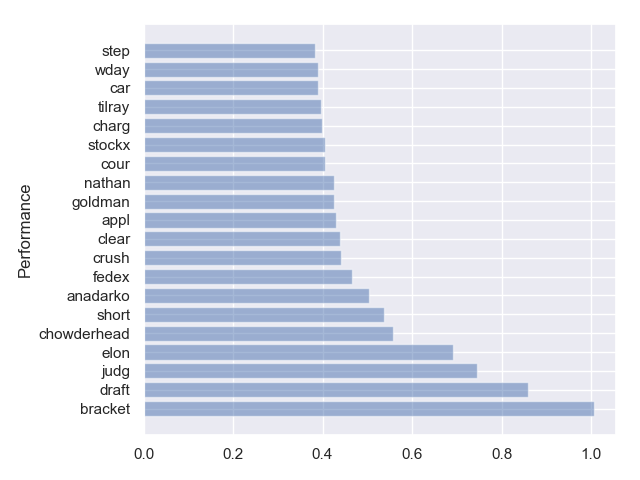 step
wday
car
tilray
charg
stockx
cour
nathan
goldman
appl
clear
crush
fedex
anadarko
short
chowderhead
elon
judg
draft
bracket
Performance
0.0 0.2 0.4 0.6 0.8 1.0